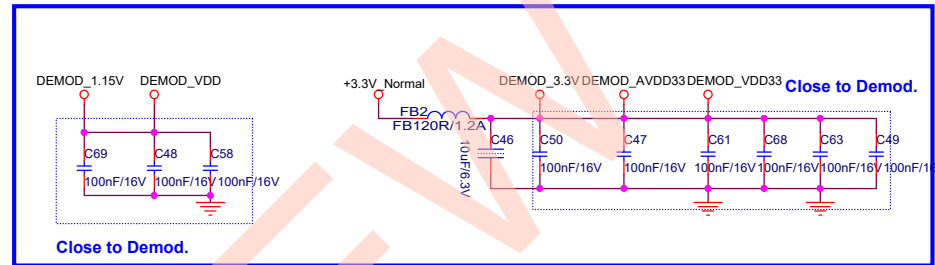 DEMOD_1.15V DEMOD_VDD
+3.3V_Normal DEMOD_3.3V DEMOD_AVDD33 DEMOD_VDD33
Close to Demod.
FB2
FB120R/1.2A
C69 C48 C58
100nF/16V 100nF/16V 100nF/16V
C46
10uF/6.3V
C50 C47 C61 C68 C63 C49
100nF/16V 100nF/16V 100nF/16V 100nF/16V 100nF/16V 100nF/16V
Close to Demod.